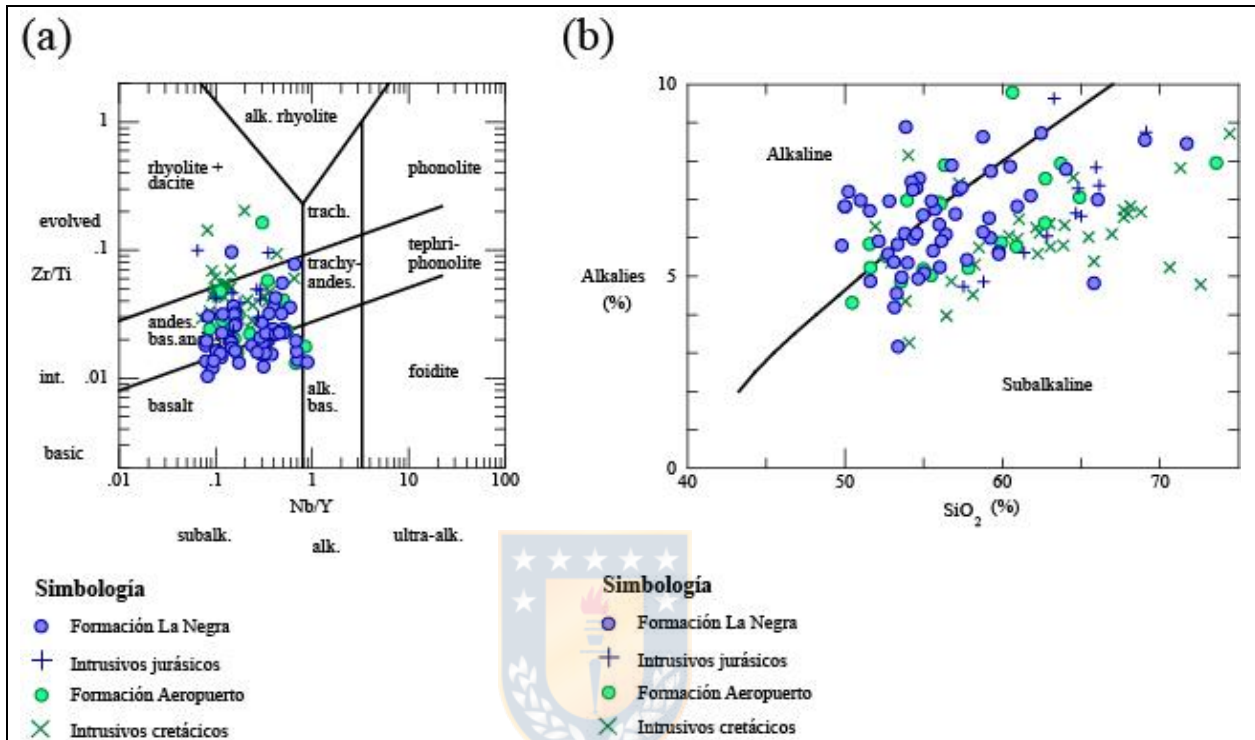 (a)
alk. rhyolite
rhyolite +
dacite
phonolite
trach.
tephri-
phonolite
trachy-
andes.
andes.
bas.and
foidite
alk.
bas.
basalt
evolved
Zr/Ti
int.
basic
1
.1
.01
.01
.1
1
10
100
Nb/Y
subalk.
alk.
ultra-alk.
Simbología
Formación La Negra
Intrusivos jurásicos
Formación Aeropuerto
Intrusivos cretácicos
(b)
10
5
0
Alkaline
Alkalies
(%)
Subalkaline
40
50
60
70
SiO₂ (%)
Simbología
Formación La Negra
Intrusivos jurásicos
Formación Aeropuerto
Intrusivos cretácicos